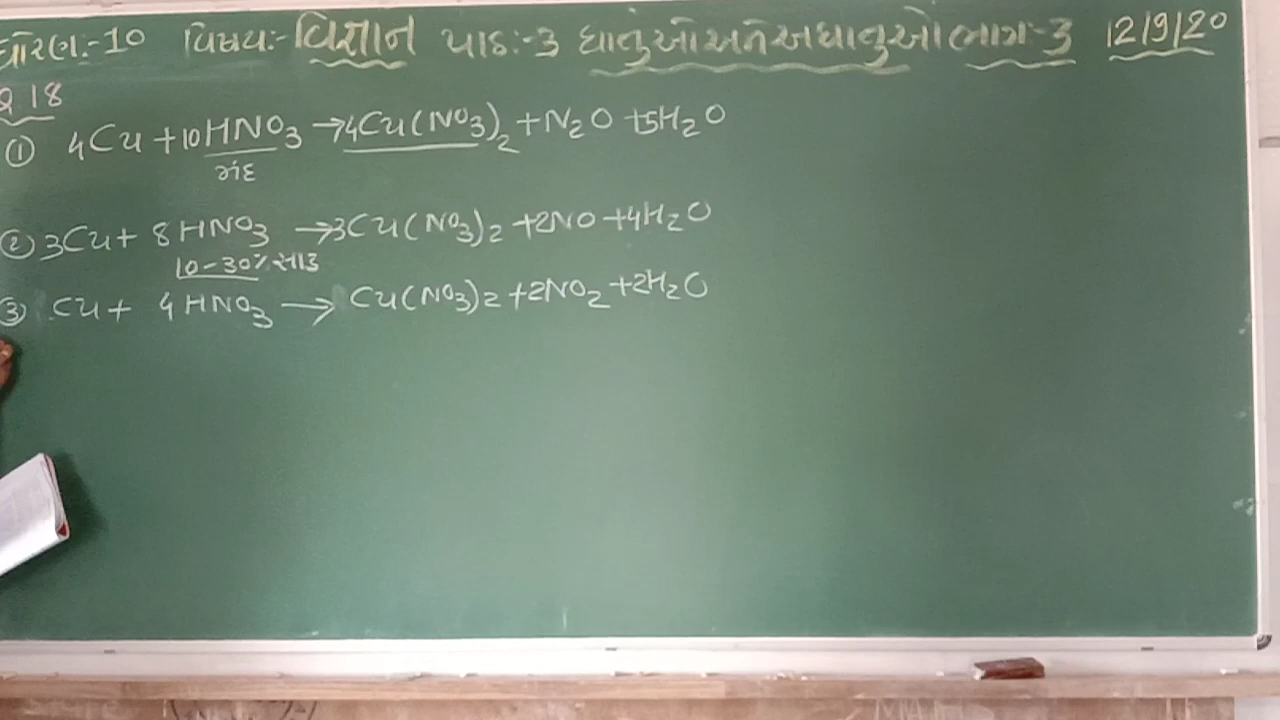 ધોરણ:-10 વિષય:- વિજ્ઞાન પાઠ:-3 ધાતુઓ અને અધાતુઓ ભાગ:-3 12/9/20
Q 18
① 4Cu + 10HNO3 → 4Cu(NO3)2 + N2O + 5H2O
મંદ
② 3Cu + 8HNO3 → 3Cu(NO3)2 + 2NO + 4H2O
10-30%
③ Cu + 4HNO3 → Cu(NO3)2 + 2NO2 + 2H2O